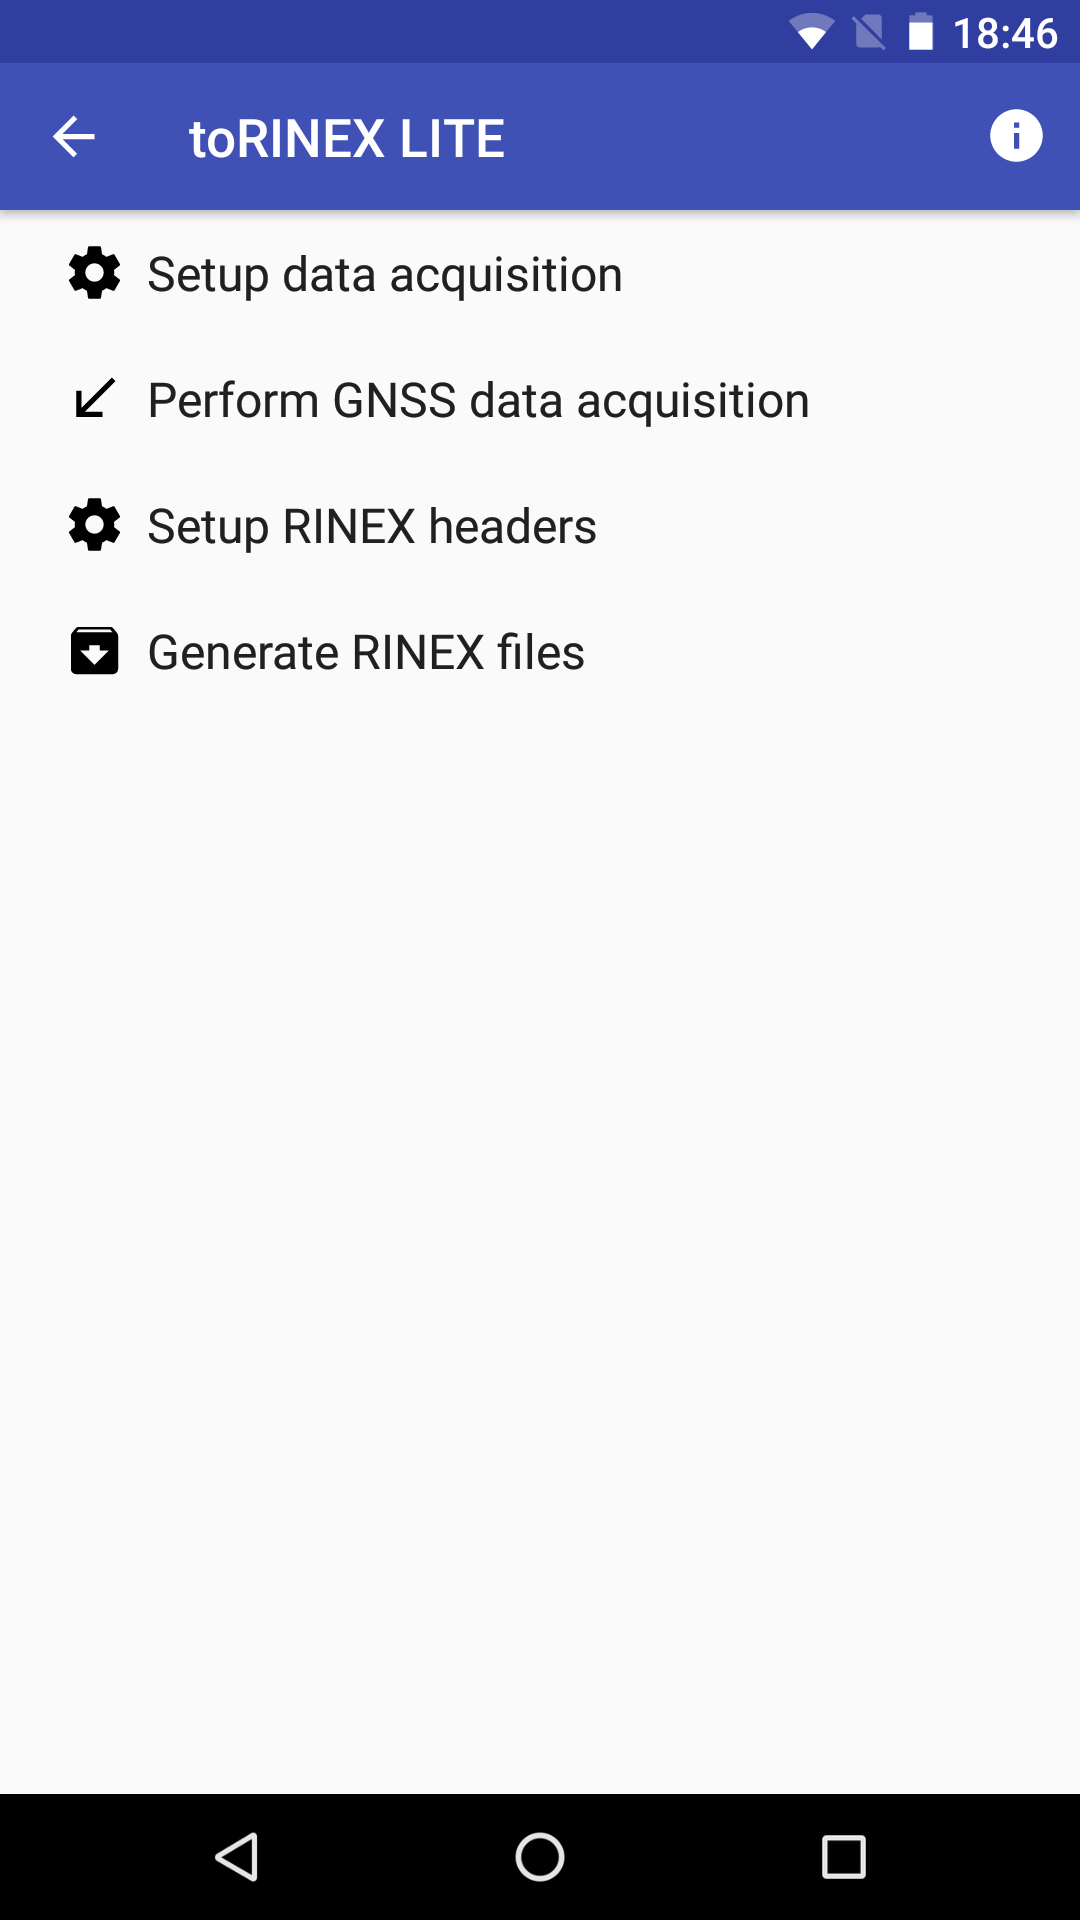 18:46
toRINEX LITE
Setup data acquisition
Perform GNSS data acquisition
Setup RINEX headers
Generate RINEX files